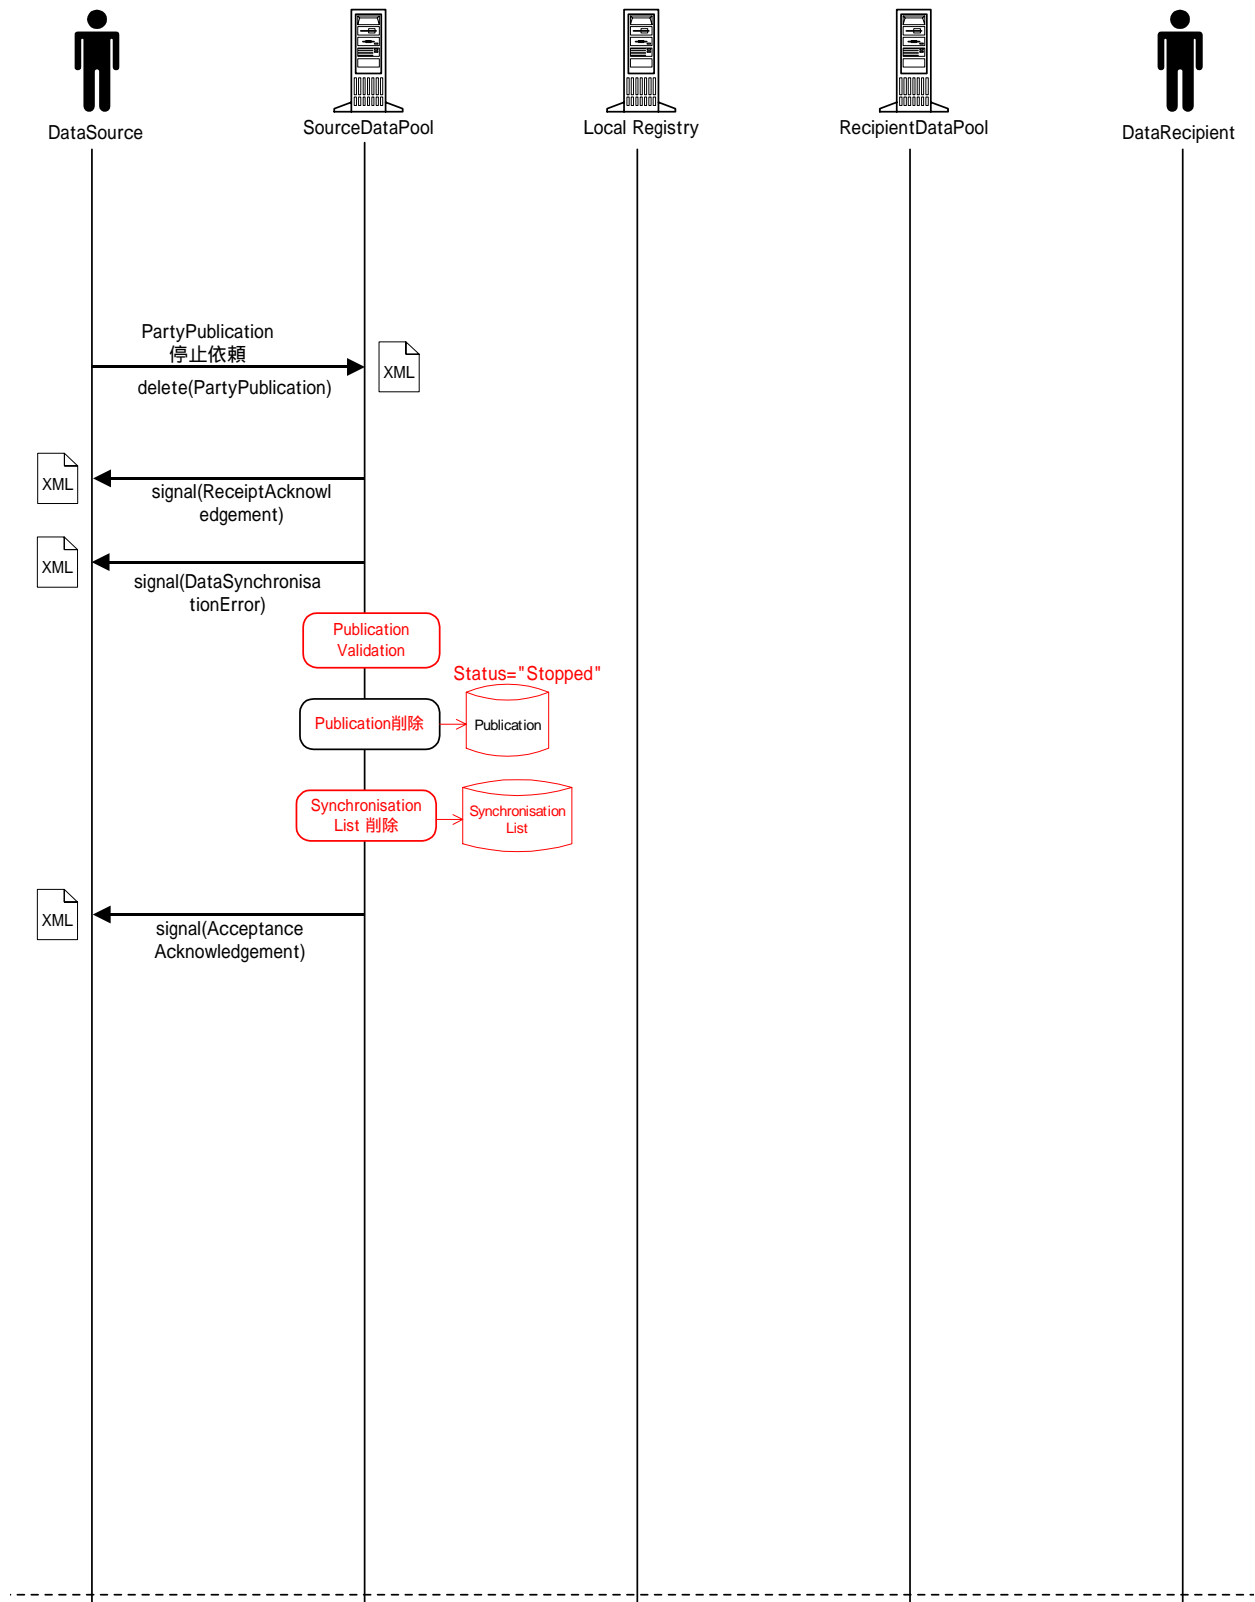 DataSource
SourceDataPool
Local Registry
RecipientDataPool
DataRecipient
PartyPublication
停止依頼
XML
delete(PartyPublication)
XML
signal(ReceiptAcknowl
edgement)
XML
signal(DataSynchronisa
tionError)
Publication
Validation
Status="Stopped"
Publication削除
Publication
Synchronisation
List 削除
Synchronisation
List
XML
signal(Acceptance
Acknowledgement)